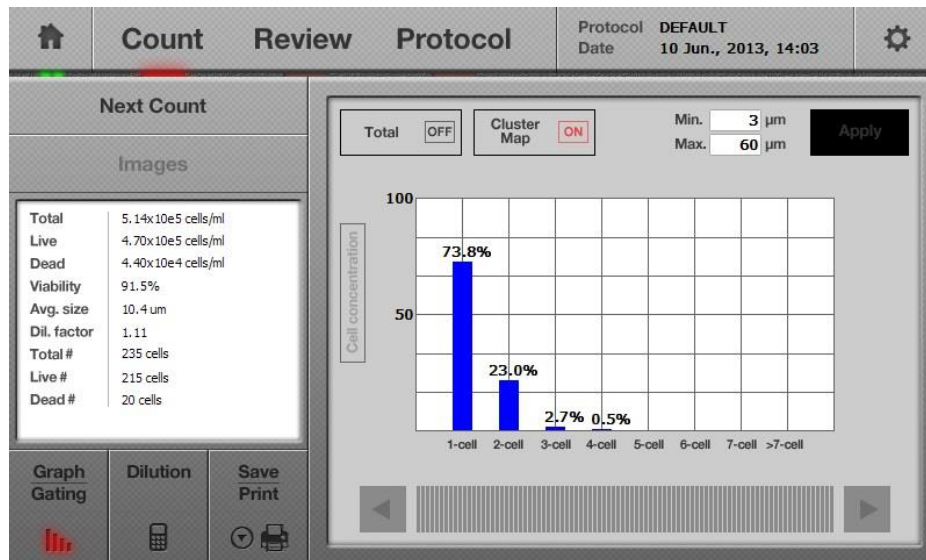 Count Review Protocol
Protocol DEFAULT
Date 10 Jun., 2013, 14:03
Next Count
Images
Total 5.14x10e5 cells/ml
Live 4.70x10e5 cells/ml
Dead 4.40x10e4 cells/ml
Viability 91.5%
Avg. size 10.4 um
Dil. factor 1.11
Total # 235 cells
Live # 215 cells
Dead # 20 cells
Graph
Gating
Dilution
Save
Print
Total OFF
Cluster
Map
ON
Min. 3 µm
Max. 60 µm
Apply
100
50
Cell concentration
73.8%
23.0%
2.7%
0.5%
1-cell 2-cell 3-cell 4-cell 5-cell 6-cell 7-cell >7-cell